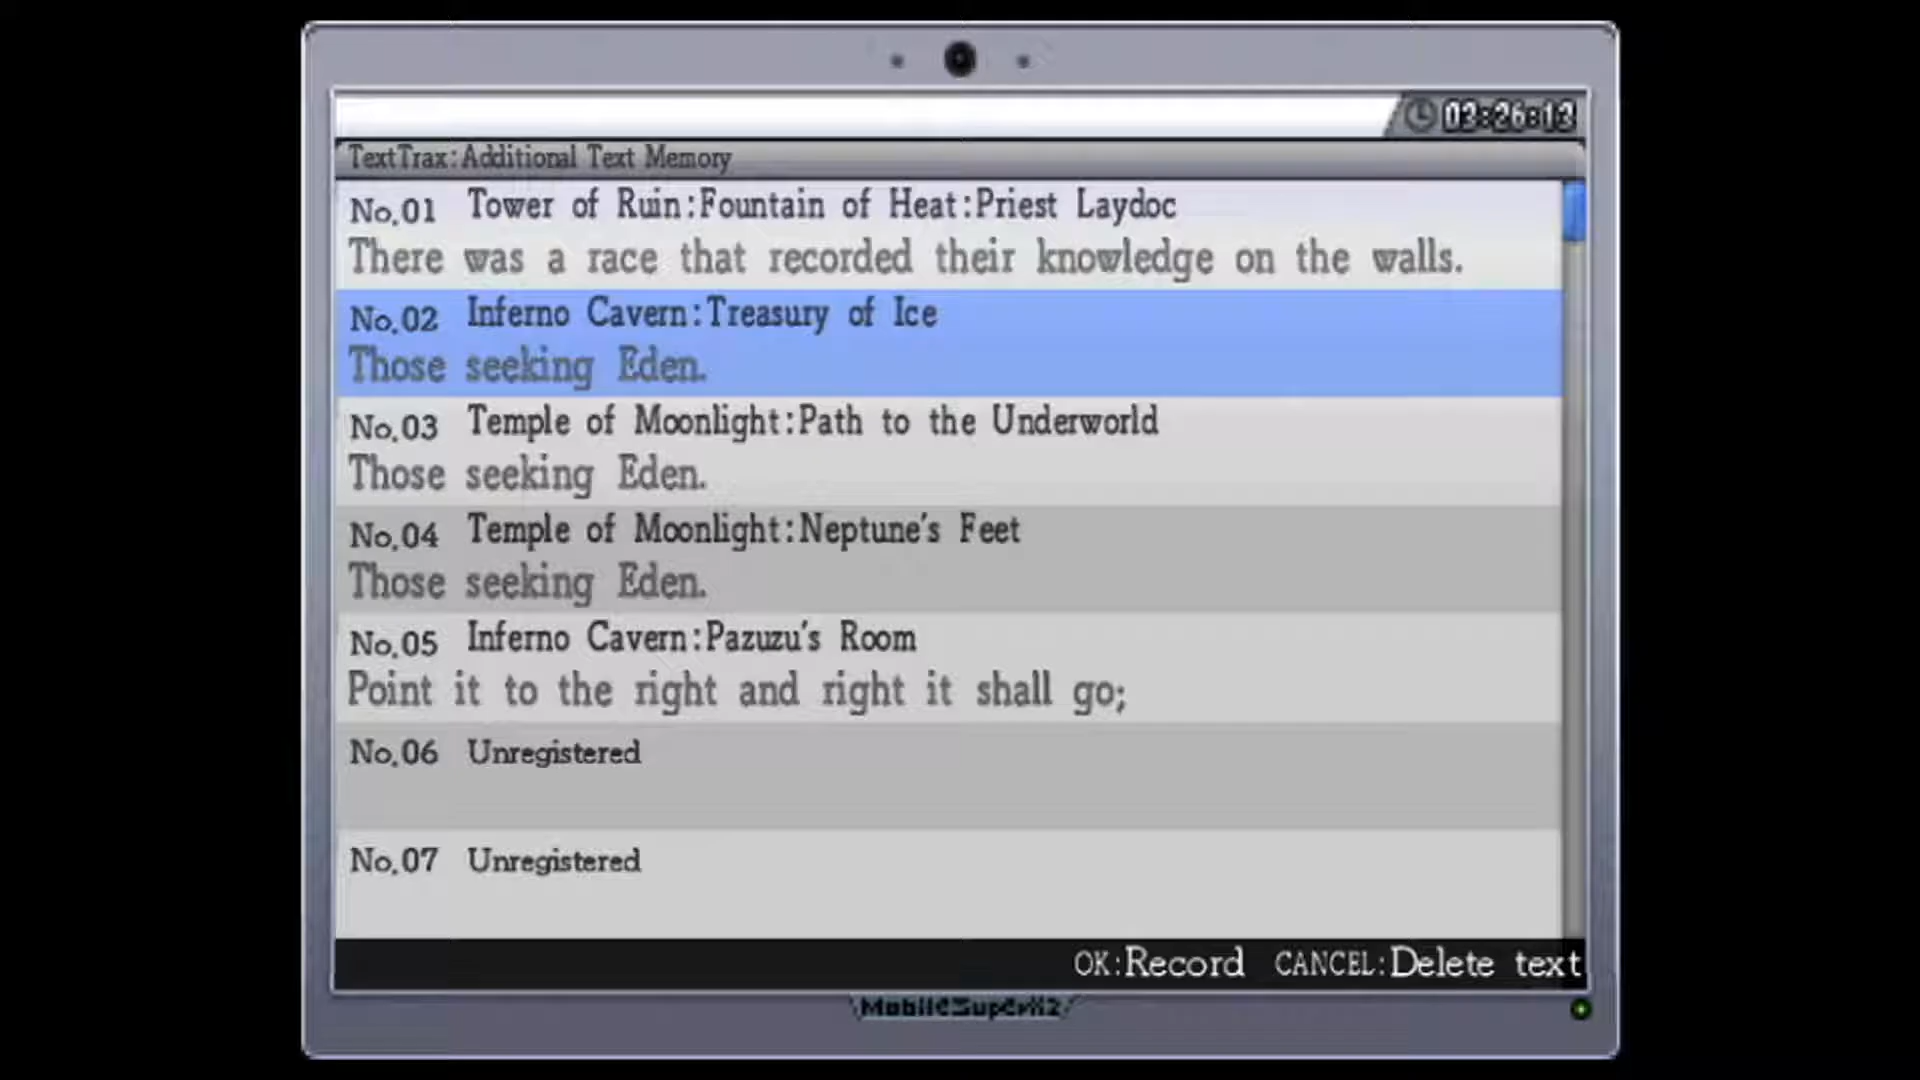 03:26:13
TextTrax:Additional Text Memory
No.01 Tower of Ruin:Fountain of Heat:Priest Laydoc
There was a race that recorded their knowledge on the walls.
No.02 Inferno Cavern:Treasury of Ice
Those seeking Eden.
No.03 Temple of Moonlight:Path to the Underworld
Those seeking Eden.
No.04 Temple of Moonlight:Neptune's Feet
Those seeking Eden.
No.05 Inferno Cavern:Pazuzu's Room
Point it to the right and right it shall go;
No.06 Unregistered
No.07 Unregistered
OK:Record CANCEL:Delete text
MobileSuperX2